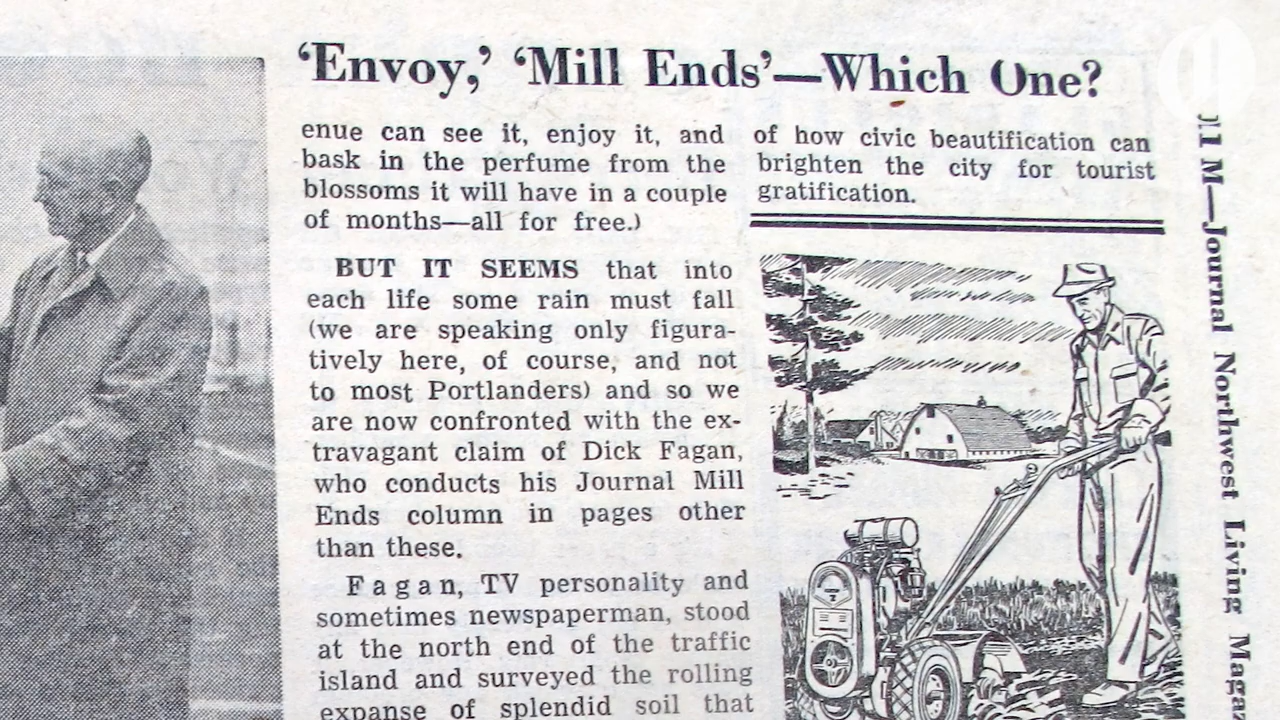 ‘Envoy,’ ‘Mill Ends’—Which One?
enue can see it, enjoy it, and
bask in the perfume from the
blossoms it will have in a couple
of months—all for free.)
BUT IT SEEMS that into
each life some rain must fall
(we are speaking only figura-
tively here, of course, and not
to most Portlanders) and so we
are now confronted with the ex-
travagant claim of Dick Fagan,
who conducts his Journal Mill
Ends column in pages other
than these.
Fagan, TV personality and
sometimes newspaperman, stood
at the north end of the traffic
island and surveyed the rolling
expanse of splendid soil that
of how civic beautification can
brighten the city for tourist
gratification.
M—Journal Northwest Living Maga